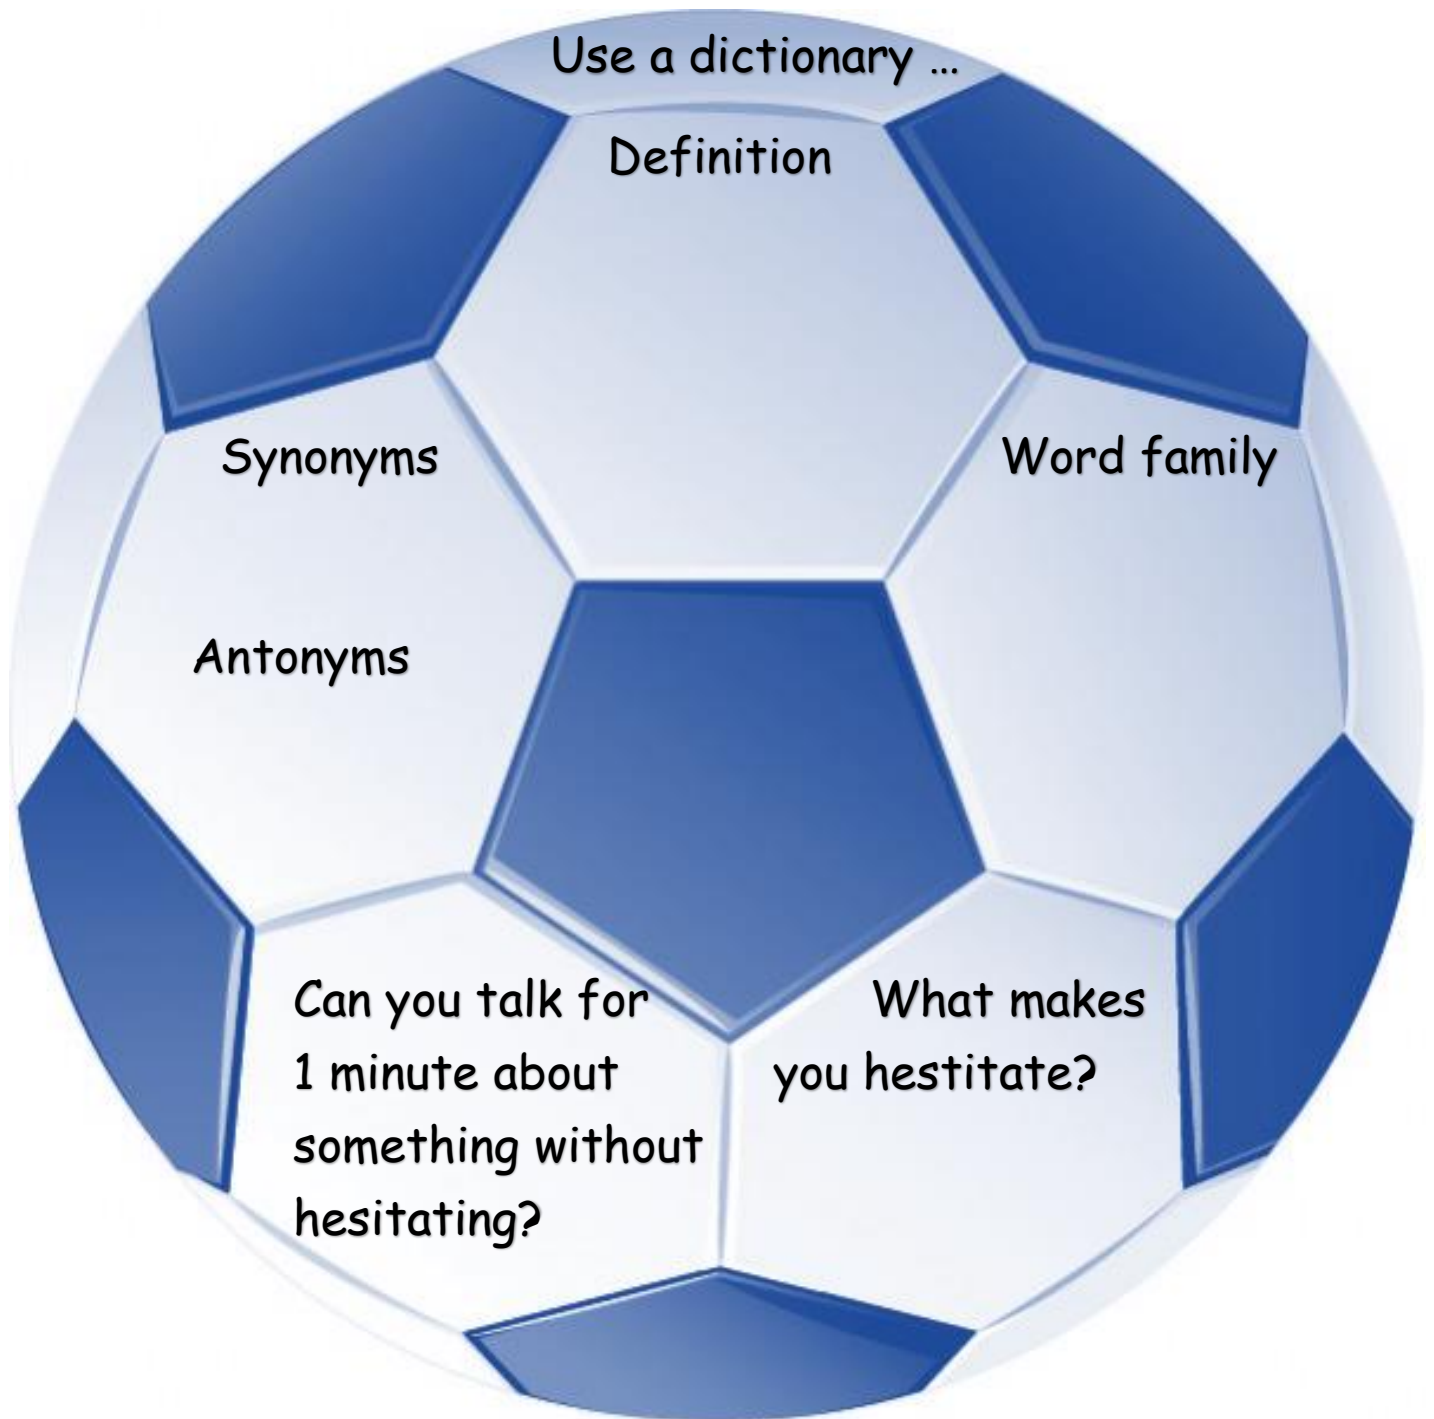 Use a dictionary ...
Definition
Synonyms
Word family
Antonyms
Can you talk for
1 minute about
something without
hesitating?
What makes
you hestitate?